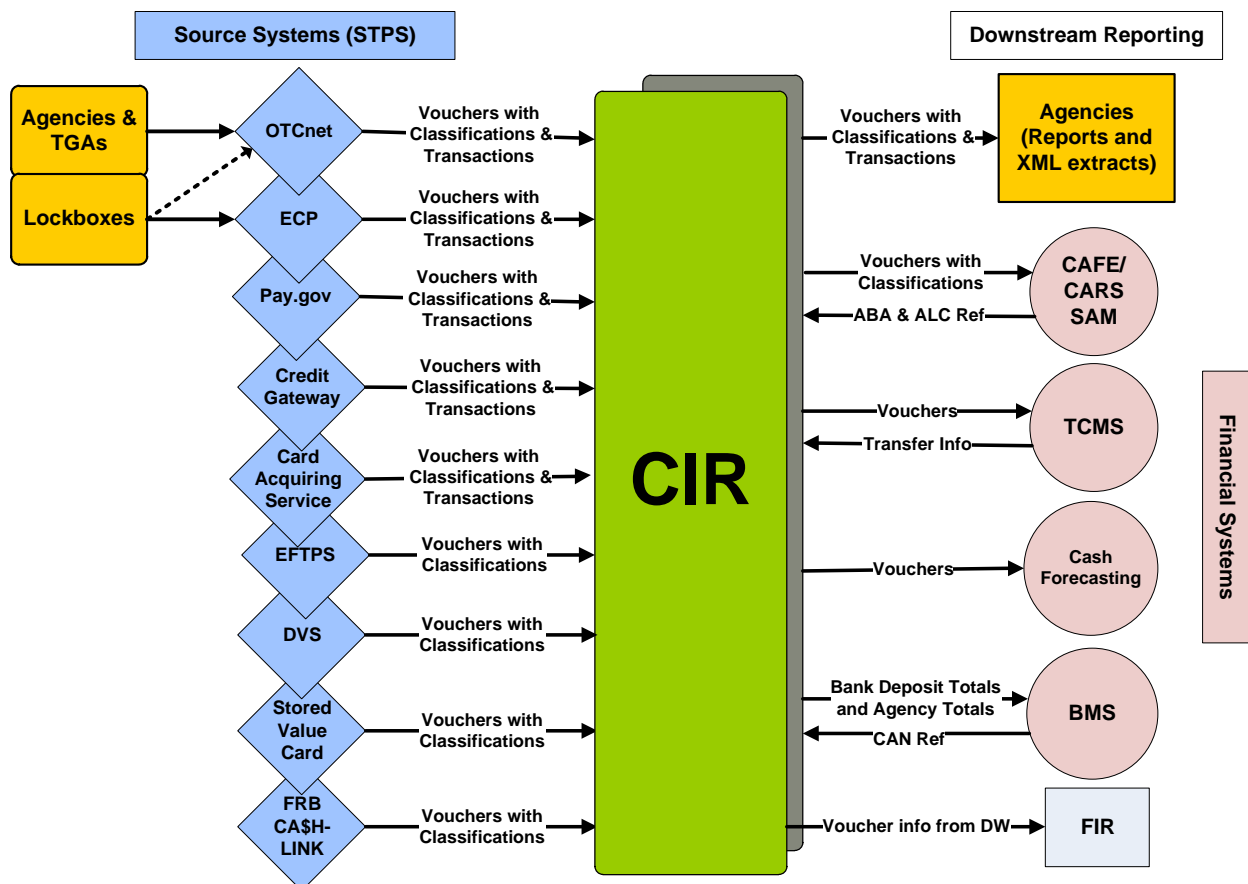 Source Systems (STPS)
Downstream Reporting
Agencies &
TGAs
Lockboxes
OTCnet
Vouchers with
Classifications &
Transactions
ECP
Vouchers with
Classifications &
Transactions
Pay.gov
Vouchers with
Classifications &
Transactions
Credit
Gateway
Vouchers with
Classifications &
Transactions
Card
Acquiring
Service
Vouchers with
Classifications &
Transactions
EFTPS
Vouchers with
Classifications
DVS
Vouchers with
Classifications
Stored
Value
Card
Vouchers with
Classifications
FRB
CA$H-
LINK
Vouchers with
Classifications
CIR
Vouchers with
Classifications &
Transactions
Agencies
(Reports and
XML extracts)
Vouchers with
Classifications
ABA & ALC Ref
CAFE/
CARS
SAM
Vouchers
Transfer Info
TCMS
Vouchers
Cash
Forecasting
Bank Deposit Totals
and Agency Totals
CAN Ref
BMS
Voucher info from DW
FIR
Financial Systems